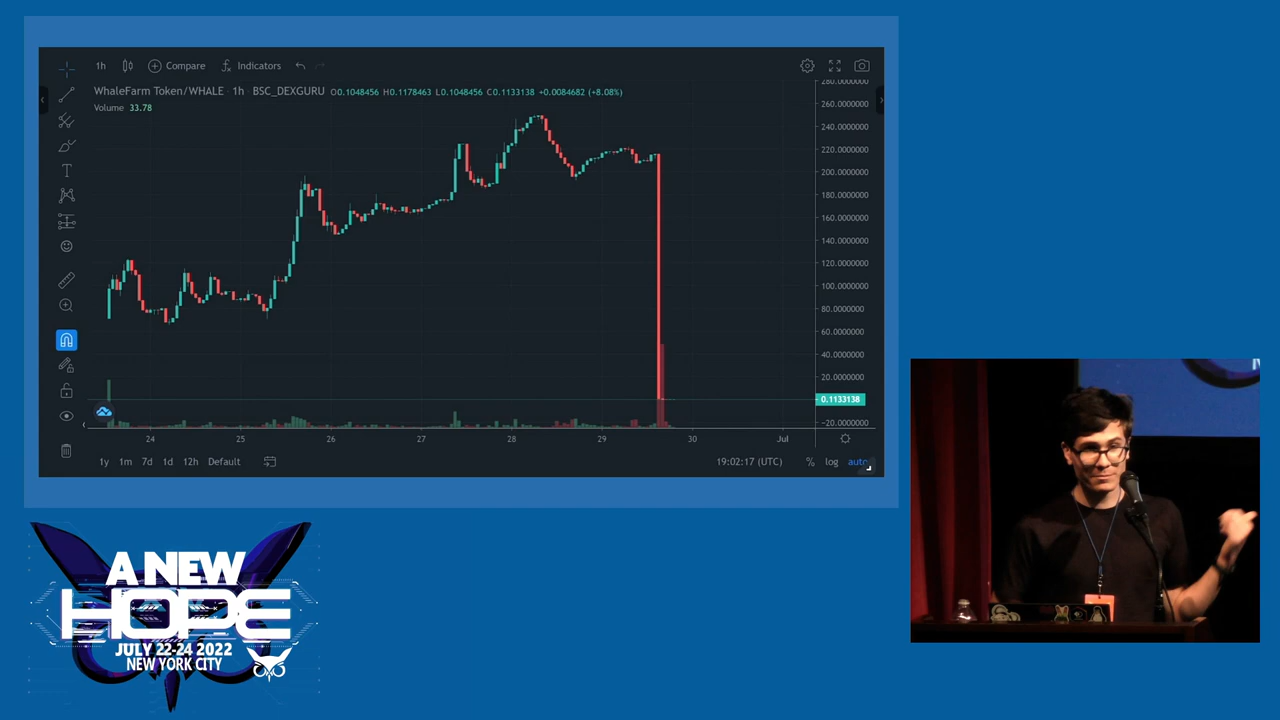 1h Compare Indicators
WhaleFarm Token/WHALE · 1h · BSC_DEXGURU O0.1048456 H0.1178463 L0.1048456 C0.1133138 +0.0084682 (+8.08%)
Volume 33.78
280.0000000
260.0000000
240.0000000
220.0000000
200.0000000
180.0000000
160.0000000
140.0000000
120.0000000
100.0000000
80.0000000
60.0000000
40.0000000
20.0000000
0.1133138
−20.0000000
24 25 26 27 28 29 30 Jul
1y 1m 7d 1d 12h Default 19:02:17 (UTC) % log auto
A NEW
HOPE
JULY 22-24 2022
NEW YORK CITY